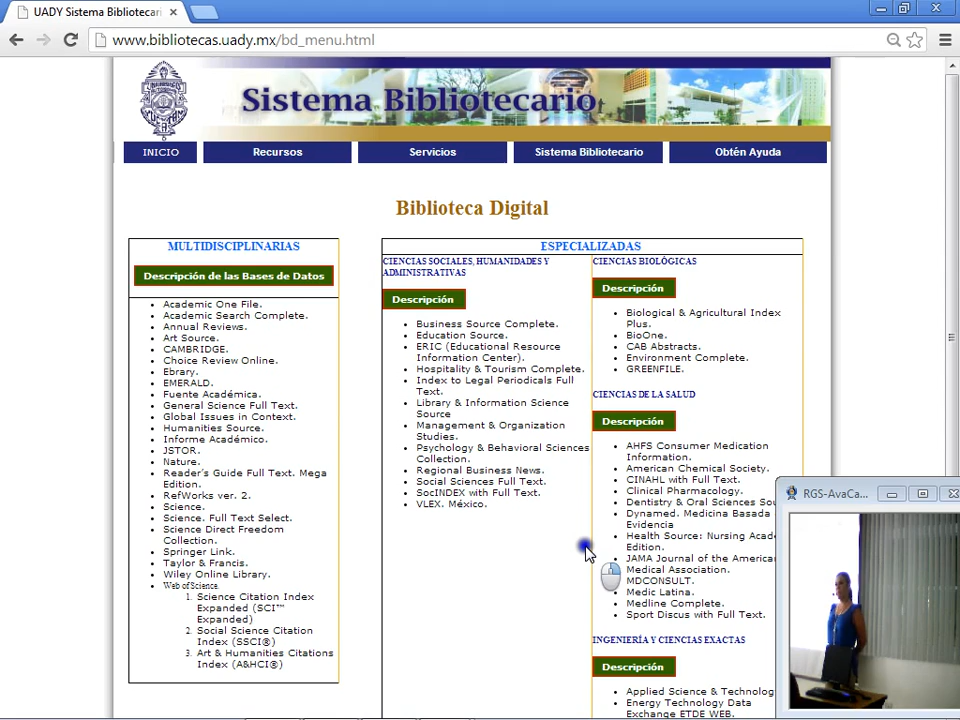 UADY Sistema Bibliotecari
www.bibliotecas.uady.mx/bd_menu.html
Sistema Bibliotecario
INICIO
Recursos
Servicios
Sistema Bibliotecario
Obtén Ayuda
Biblioteca Digital
MULTIDISCIPLINARIAS
Descripción de las Bases de Datos
Academic One File.
Academic Search Complete.
Annual Reviews.
Art Source.
CAMBRIDGE.
Choice Review Online.
Ebrary.
EMERALD.
Fuente Académica.
General Science Full Text.
Global Issues in Context.
Humanities Source.
Informe Académico.
JSTOR.
Nature.
Reader's Guide Full Text. Mega
Edition.
RefWorks ver. 2.
Science.
Science. Full Text Select.
Science Direct Freedom
Collection.
Springer Link.
Taylor & Francis.
Wiley Online Library.
Web of Science.
1. Science Citation Index
Expanded (SCI™
Expanded)
2. Social Science Citation
Index (SSCI®)
3. Art & Humanities Citations
Index (A&HCI®)
ESPECIALIZADAS
CIENCIAS SOCIALES, HUMANIDADES Y
ADMINISTRATIVAS
Descripción
Business Source Complete.
Education Source.
ERIC (Educational Resource
Information Center).
Hospitality & Tourism Complete.
Index to Legal Periodicals Full
Text.
Library & Information Science
Source
Management & Organization
Studies.
Psychology & Behavioral Sciences
Collection.
Regional Business News.
Social Sciences Full Text.
SocINDEX with Full Text.
VLEX. México.
CIENCIAS BIOLÓGICAS
Descripción
Biological & Agricultural Index
Plus.
BioOne.
CAB Abstracts.
Environment Complete.
GREENFILE.
CIENCIAS DE LA SALUD
Descripción
AHFS Consumer Medication
Information.
American Chemical Society.
CINAHL with Full Text.
Clinical Pharmacology.
Dentistry & Oral Sciences Sou
Dynamed. Medicina Basada
Evidencia
Health Source: Nursing Acade
Edition.
JAMA Journal of the American
Medical Association.
MDCONSULT.
Medic Latina.
Medline Complete.
Sport Discus with Full Text.
INGENIERÍA Y CIENCIAS EXACTAS
Descripción
Applied Science & Technolog
Energy Technology Data
Exchange ETDE WEB.
RGS-AvaCa...